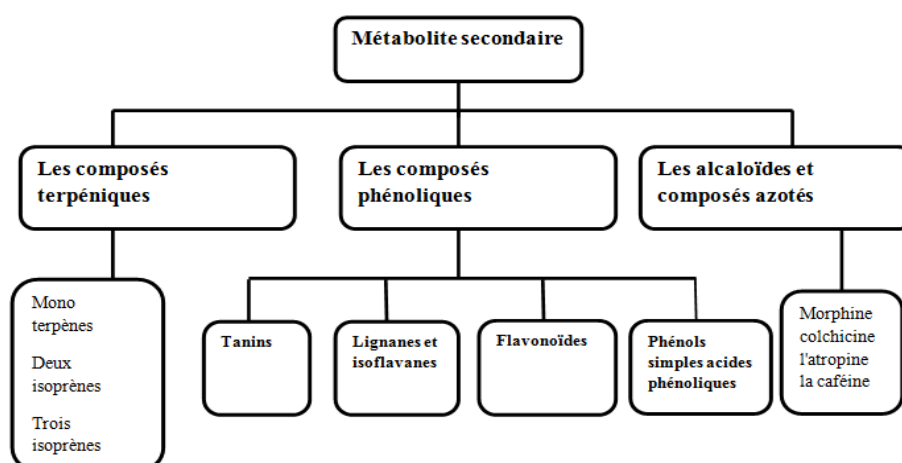 Métabolite secondaire
Les composés
terpéniques
Les composés
phénoliques
Les alcaloïdes et
composés azotés
Mono
terpènes
Deux
isoprènes
Trois
isoprènes
Tanins
Lignanes et
isoflavanes
Flavonoïdes
Phénols
simples acides
phénoliques
Morphine
colchicine
l'atropine
la caféine